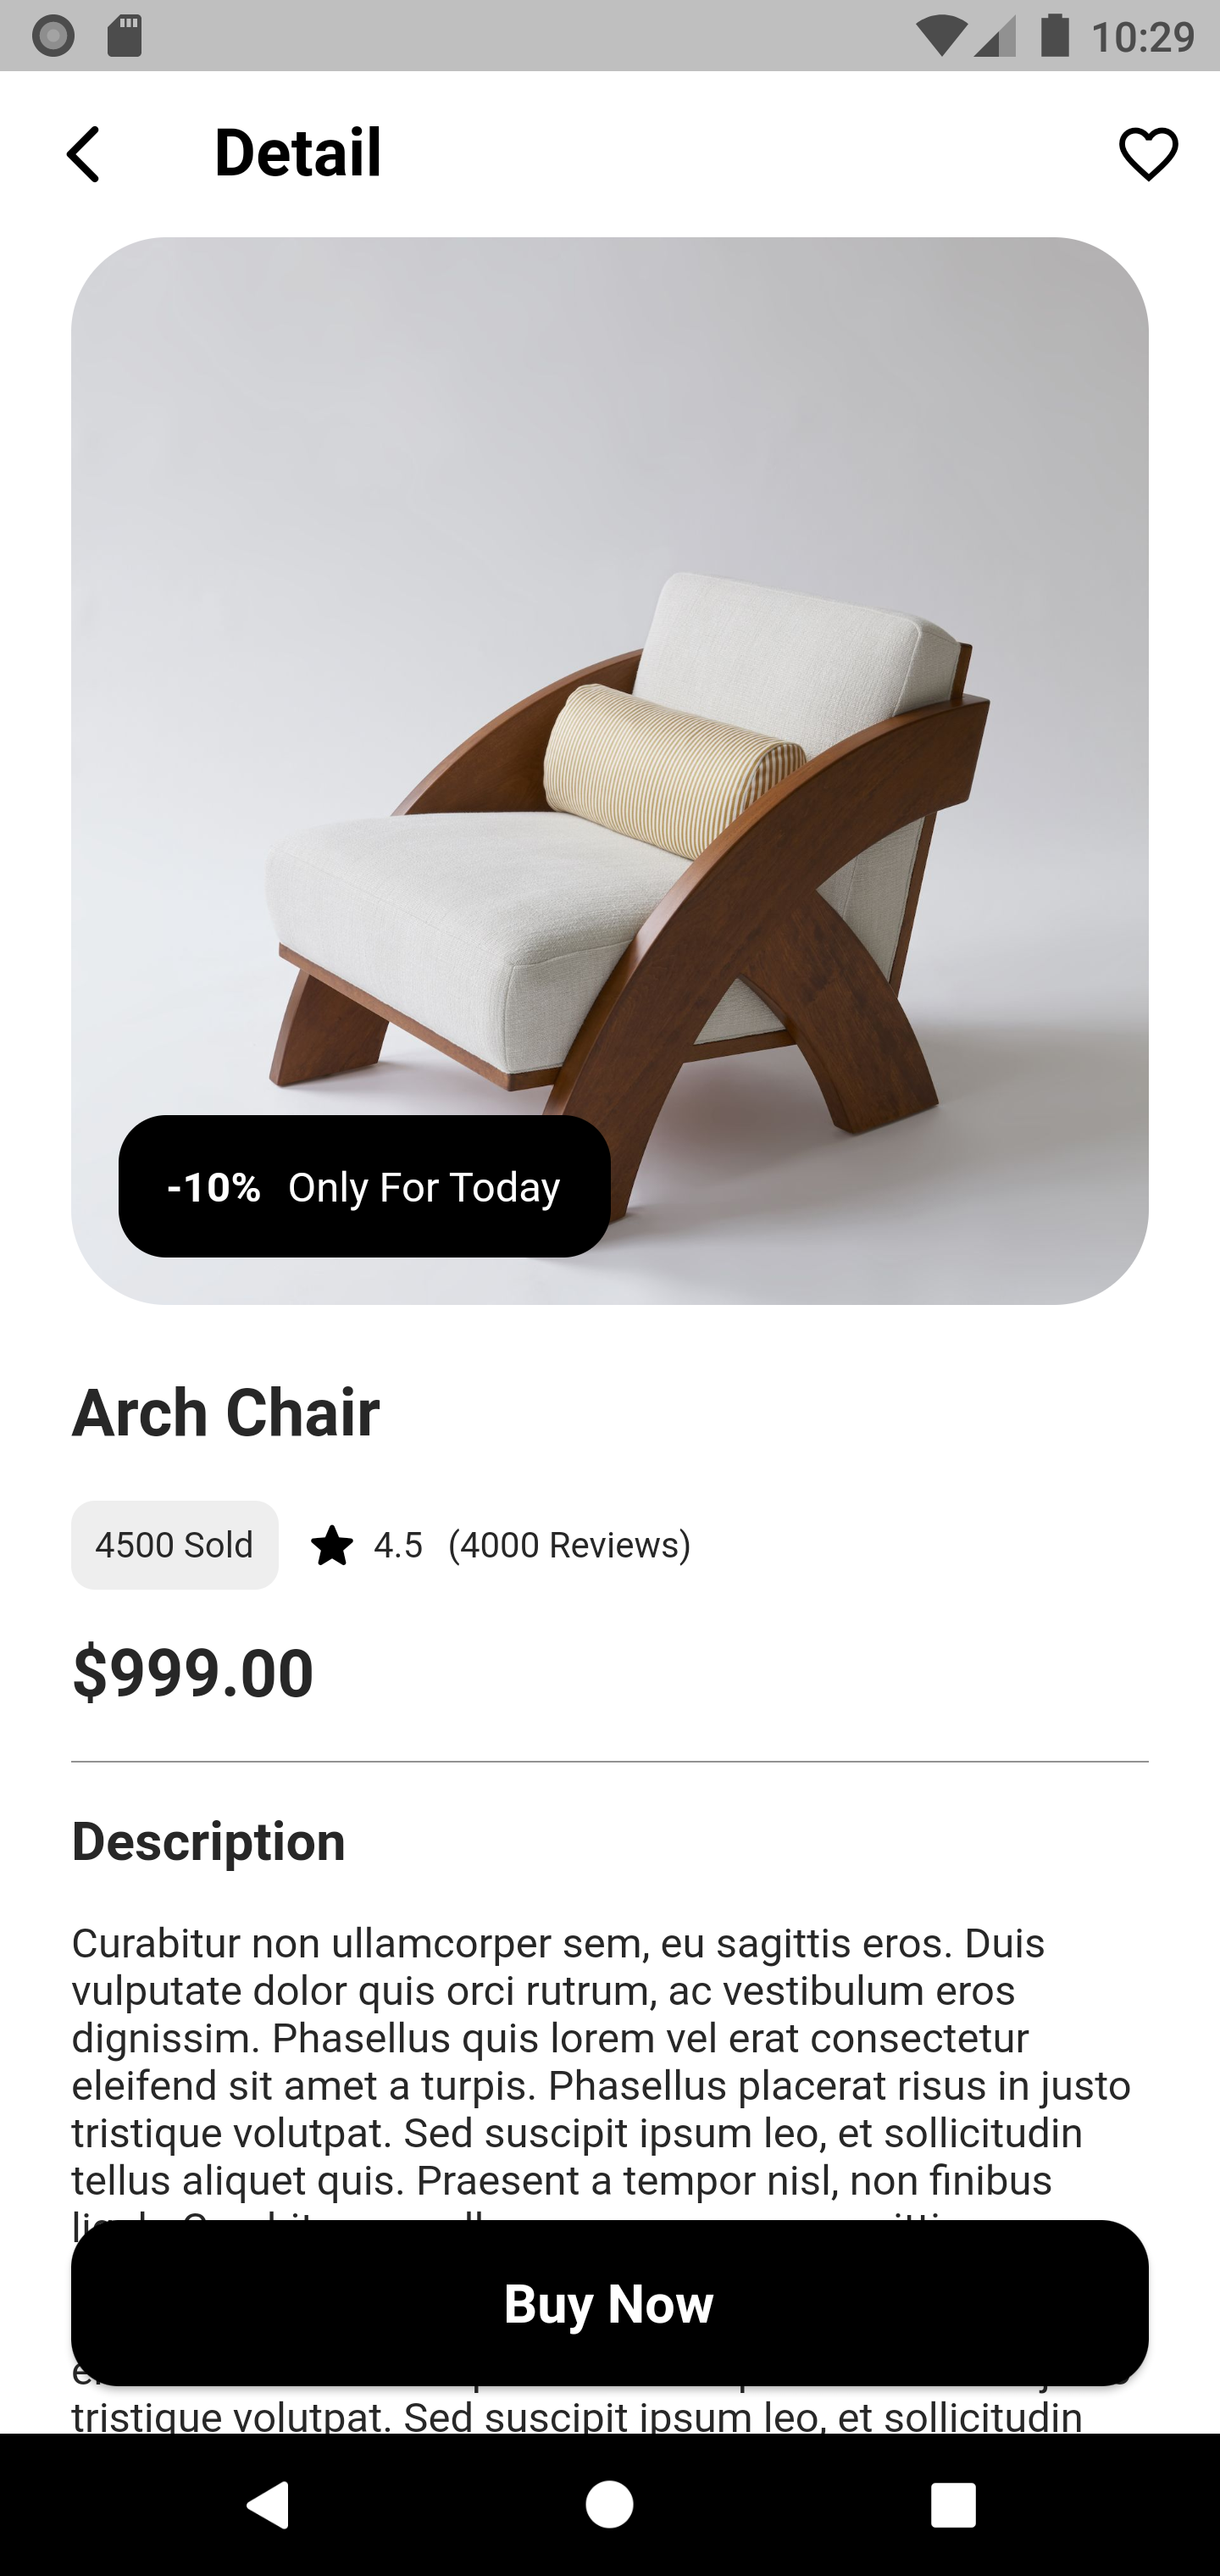 10:29
Detail
-10% Only For Today
Arch Chair
4500 Sold 4.5 (4000 Reviews)
$999.00
Description
Curabitur non ullamcorper sem, eu sagittis eros. Duis
vulputate dolor quis orci rutrum, ac vestibulum eros
dignissim. Phasellus quis lorem vel erat consectetur
eleifend sit amet a turpis. Phasellus placerat risus in justo
tristique volutpat. Sed suscipit ipsum leo, et sollicitudin
tellus aliquet quis. Praesent a tempor nisl, non finibus
Buy Now
tristique volutpat. Sed suscipit ipsum leo, et sollicitudin